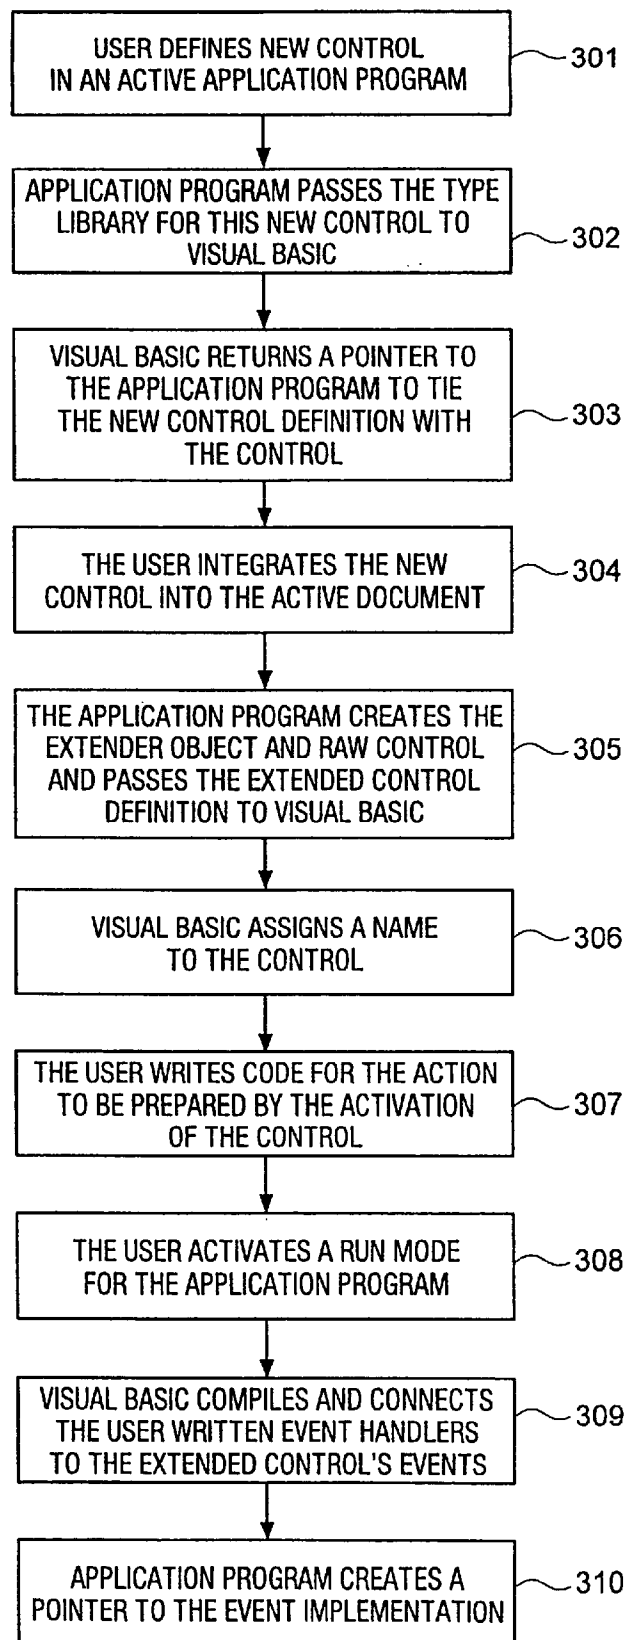 USER DEFINES NEW CONTROL
IN AN ACTIVE APPLICATION PROGRAM
301
APPLICATION PROGRAM PASSES THE TYPE
LIBRARY FOR THIS NEW CONTROL TO
VISUAL BASIC
302
VISUAL BASIC RETURNS A POINTER TO
THE APPLICATION PROGRAM TO TIE
THE NEW CONTROL DEFINITION WITH
THE CONTROL
303
THE USER INTEGRATES THE NEW
CONTROL INTO THE ACTIVE DOCUMENT
304
THE APPLICATION PROGRAM CREATES THE
EXTENDER OBJECT AND RAW CONTROL
AND PASSES THE EXTENDED CONTROL
DEFINITION TO VISUAL BASIC
305
VISUAL BASIC ASSIGNS A NAME
TO THE CONTROL
306
THE USER WRITES CODE FOR THE ACTION
TO BE PREPARED BY THE ACTIVATION
OF THE CONTROL
307
THE USER ACTIVATES A RUN MODE
FOR THE APPLICATION PROGRAM
308
VISUAL BASIC COMPILES AND CONNECTS
THE USER WRITTEN EVENT HANDLERS
TO THE EXTENDED CONTROL'S EVENTS
309
APPLICATION PROGRAM CREATES A
POINTER TO THE EVENT IMPLEMENTATION
310